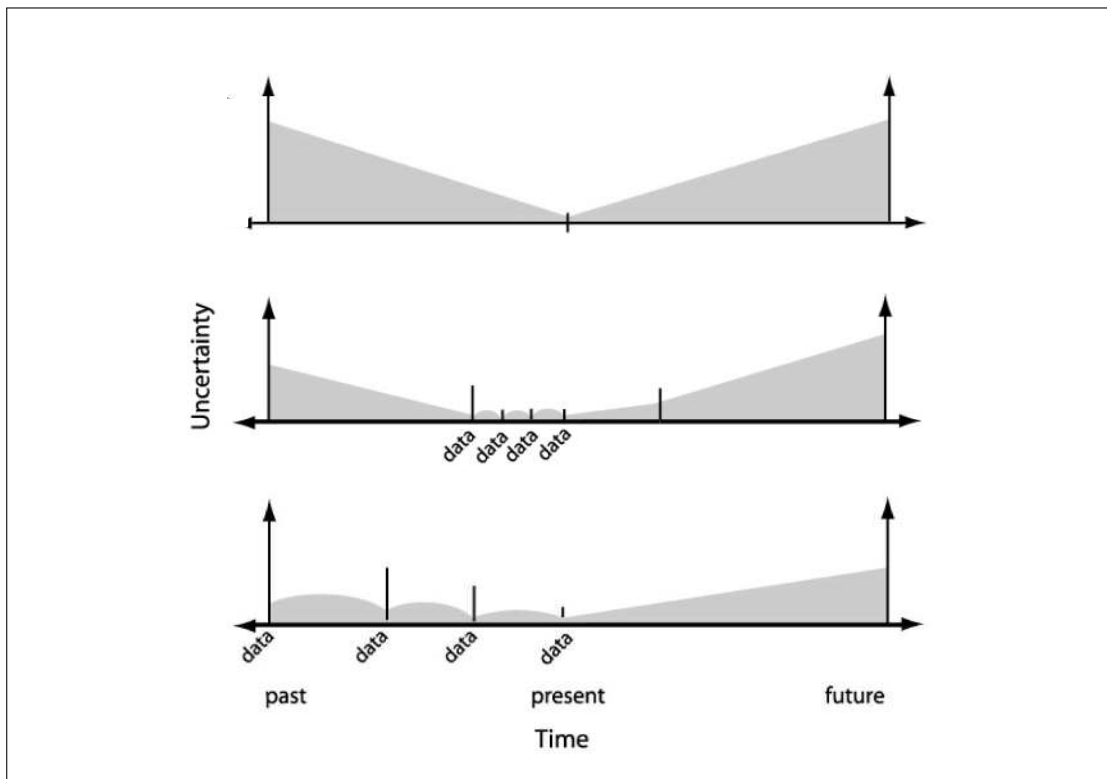 Uncertainty
data data data data
data data data data
past present future
Time